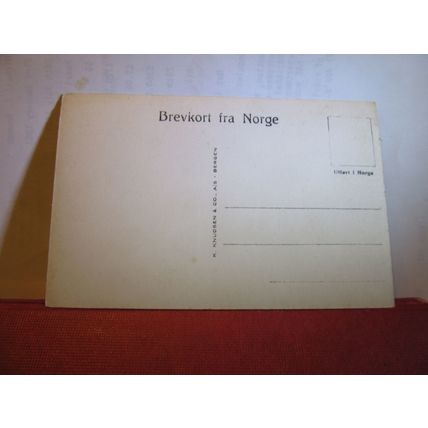 Brevkort fra Norge
Utført i Norge
K. KNUDSEN & CO., A/S - BERGEN